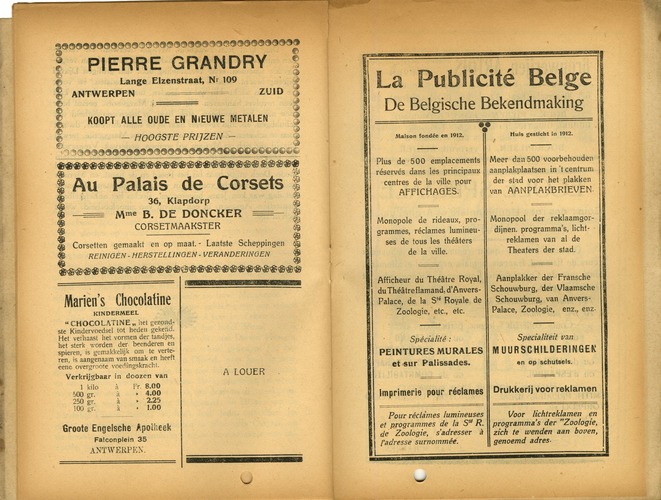 PIERRE GRANDRY
Lange Elzenstraat, Nr 109
ANTWERPEN ZUID
KOOPT ALLE OUDE EN NIEUWE METALEN
— HOOGSTE PRIJZEN —
Au Palais de Corsets
36, Klapdorp
Mme B. DE DONCKER
CORSETMAAKSTER
Corsetten gemaakt en op maat. - Laatste Scheppingen
REINIGEN - HERSTELLINGEN - VERANDERINGEN
Marien's Chocolatine
KINDERMEEL
"CHOCOLATINE„ het gezond-
ste Kindervoedsel tot heden gekend.
Het verhaast het vormen der tandjes,
het sterk worden der beenderen en
spieren, is gemakkelijk om te verte-
ren, is aangenaam van smaak en heeft
eene overgroote voedingskracht.
Verkrijgbaar in doozen van
1 kilo à Fr. 8.00
500 gr. à » 4.00
250 gr. à » 2.25
100 gr. à » 1.00
Groote Engelsche Apotheek
Falconplein 35
ANTWERPEN.
A LOUER
La Publicité Belge
De Belgische Bekendmaking
Maison fondée en 1912.
Plus de 500 emplacements
réservés dans les principaux
centres de la ville pour
AFFICHAGES.
Monopole de rideaux, pro-
grammes, réclames lumineu-
ses de tous les théâters
de la ville.
Afficheur du Théâtre Royal,
du Théâtre flamand, d'Anvers-
Palace, de la Sté Royale de
Zoologie, etc., etc.
Spécialité :
PEINTURES MURALES
et sur Palissades.
Imprimerie pour réclames
Pour réclames lumineuses
et programmes de la Sté R.
de Zoologie, s'adresser à
l'adresse surnommée.
Huis gesticht in 1912.
Meer dan 500 voorbehouden
aanplakplaatsen in 't centrum
der stad voor het plakken
van AANPLAKBRIEVEN
Monopool der reklaamgor-
dijnen. programma's, licht-
reklamen van al de
Theaters der stad.
Aanplakker der Fransche
Schouwburg, der Vlaamsche
Schouwburg, van Anvers-
Palace, Zoologie, enz., enz.
Specialiteit van
MUURSCHILDERINGEN
en op schutsels.
Drukkerij voor reklamen
Voor lichtreklamen en
programma's der "Zoologie,
zich te wenden aan boven,
genoemd adres.